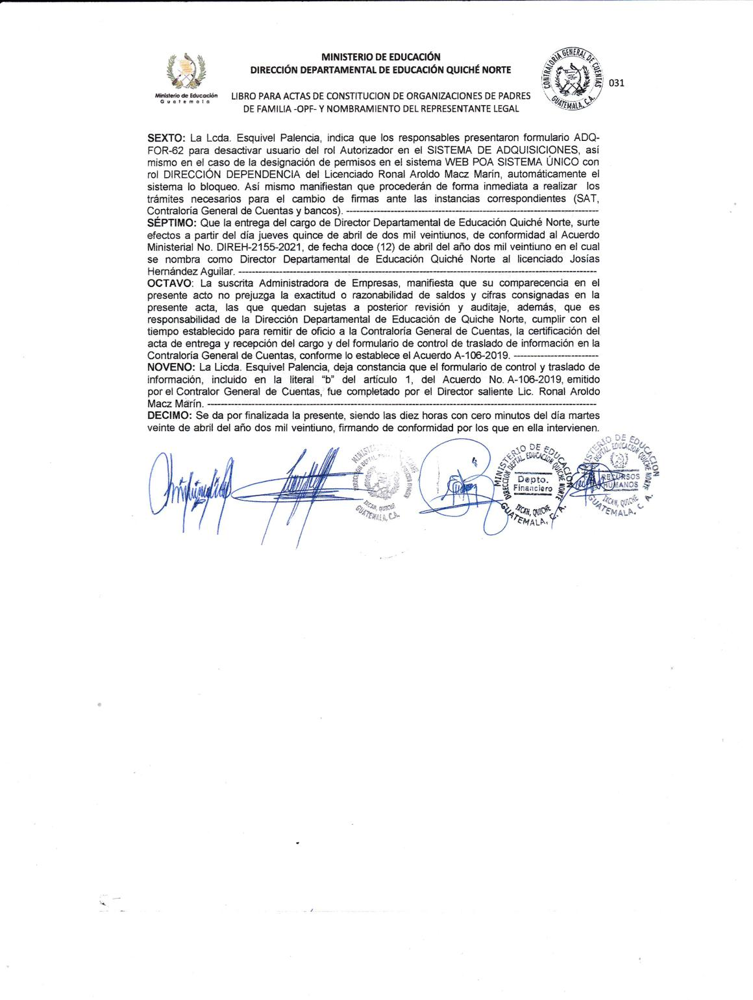 MINISTERIO DE EDUCACIÓN
DIRECCIÓN DEPARTAMENTAL DE EDUCACIÓN QUICHÉ NORTE
Ministerio de Educación
Guatemala
LIBRO PARA ACTAS DE CONSTITUCION DE ORGANIZACIONES DE PADRES
DE FAMILIA -OPF- Y NOMBRAMIENTO DEL REPRESENTANTE LEGAL
CONTRALORÍA GENERAL DE CUENTAS
GUATEMALA, C.A.
031
SEXTO: La Lcda. Esquivel Palencia, indica que los responsables presentaron formulario ADQ-
FOR-62 para desactivar usuario del rol Autorizador en el SISTEMA DE ADQUISICIONES, así
mismo en el caso de la designación de permisos en el sistema WEB POA SISTEMA ÚNICO con
rol DIRECCIÓN DEPENDENCIA del Licenciado Ronal Aroldo Macz Marín, automáticamente el
sistema lo bloqueo. Así mismo manifiestan que procederán de forma inmediata a realizar los
trámites necesarios para el cambio de firmas ante las instancias correspondientes (SAT,
Contraloría General de Cuentas y bancos). --------------------------------------------------------------------------
SÉPTIMO: Que la entrega del cargo de Director Departamental de Educación Quiché Norte, surte
efectos a partir del día jueves quince de abril de dos mil veintiunos, de conformidad al Acuerdo
Ministerial No. DIREH-2155-2021, de fecha doce (12) de abril del año dos mil veintiuno en el cual
se nombra como Director Departamental de Educación Quiché Norte al licenciado Josías
Hernández Aguilar. ---------------------------------------------------------------------------------------------------------
OCTAVO: La suscrita Administradora de Empresas, manifiesta que su comparecencia en el
presente acto no prejuzga la exactitud o razonabilidad de saldos y cifras consignadas en la
presente acta, las que quedan sujetas a posterior revisión y auditaje, además, que es
responsabilidad de la Dirección Departamental de Educación de Quiche Norte, cumplir con el
tiempo establecido para remitir de oficio a la Contraloría General de Cuentas, la certificación del
acta de entrega y recepción del cargo y del formulario de control de traslado de información en la
Contraloría General de Cuentas, conforme lo establece el Acuerdo A-106-2019. -------------------------
NOVENO: La Licda. Esquivel Palencia, deja constancia que el formulario de control y traslado de
información, incluido en la literal “b” del artículo 1, del Acuerdo No. A-106-2019, emitido
por el Contralor General de Cuentas, fue completado por el Director saliente Lic. Ronal Aroldo
Macz Marín. ------------------------------------------------------------------------------------------------------------------
DECIMO: Se da por finalizada la presente, siendo las diez horas con cero minutos del día martes
veinte de abril del año dos mil veintiuno, firmando de conformidad por los que en ella intervienen.
IXCAN, QUICHE
GUATEMALA, C.A.
MINISTERIO DE EDUCACION
DIRECCION DEPTAL. EDUCACION QUICHE NORTE
Depto.
Financiero
IXCAN, QUICHE
GUATEMALA, C. A.
MINISTERIO DE EDUCACION
DIRECCION DEPTAL. EDUCACION QUICHE NORTE
RECURSOS
HUMANOS
IXCAN, QUICHE
GUATEMALA, C. A.